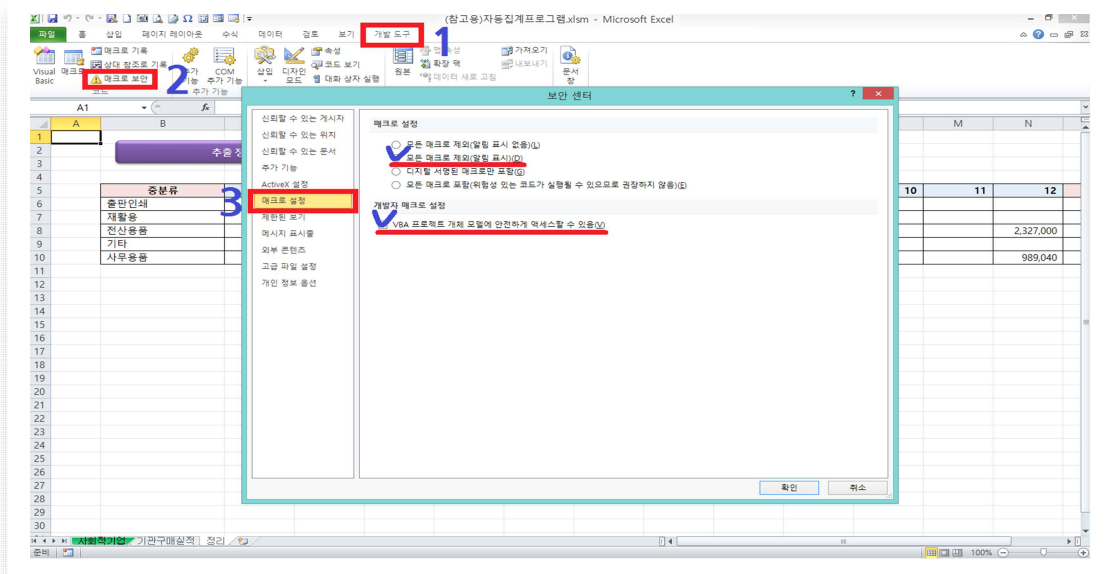 (참고용)자동집계프로그램.xlsm - Microsoft Excel
파일 홈 삽입 페이지 레이아웃 수식 데이터 검토 보기 개발 도구
1
Visual Basic
매크로
매크로 기록
상대 참조로 기록
매크로 보안
2
코드
추가 기능
COM 추가 기능
추가 기능
삽입
디자인 모드
속성
코드 보기
대화 상자 실행
원본
확장 팩
데이터 새로 고침
가져오기
내보내기
문서 창
A1
fx
A B M N
추출
중분류 10 11 12
출판인쇄
재활용
전산용품 2,327,000
기타
사무용품 989,040
1
2
3
4
5
6
7
8
9
10
11
12
13
14
15
16
17
18
19
20
21
22
23
24
25
26
27
28
29
30
보안 센터
? ×
신뢰할 수 있는 게시자
신뢰할 수 있는 위치
신뢰할 수 있는 문서
추가 기능
ActiveX 설정
3
매크로 설정
제한된 보기
메시지 표시줄
외부 콘텐츠
고급 파일 설정
개인 정보 옵션
매크로 설정
모든 매크로 제외(알림 표시 없음)(L)
모든 매크로 제외(알림 표시)(D)
디지털 서명된 매크로만 포함(G)
모든 매크로 포함(위험성 있는 코드가 실행될 수 있으므로 권장하지 않음)(E)
개발자 매크로 설정
VBA 프로젝트 개체 모델에 안전하게 액세스할 수 있음(V)
확인 취소
사회적기업 기관구매실적 정리
준비 100%